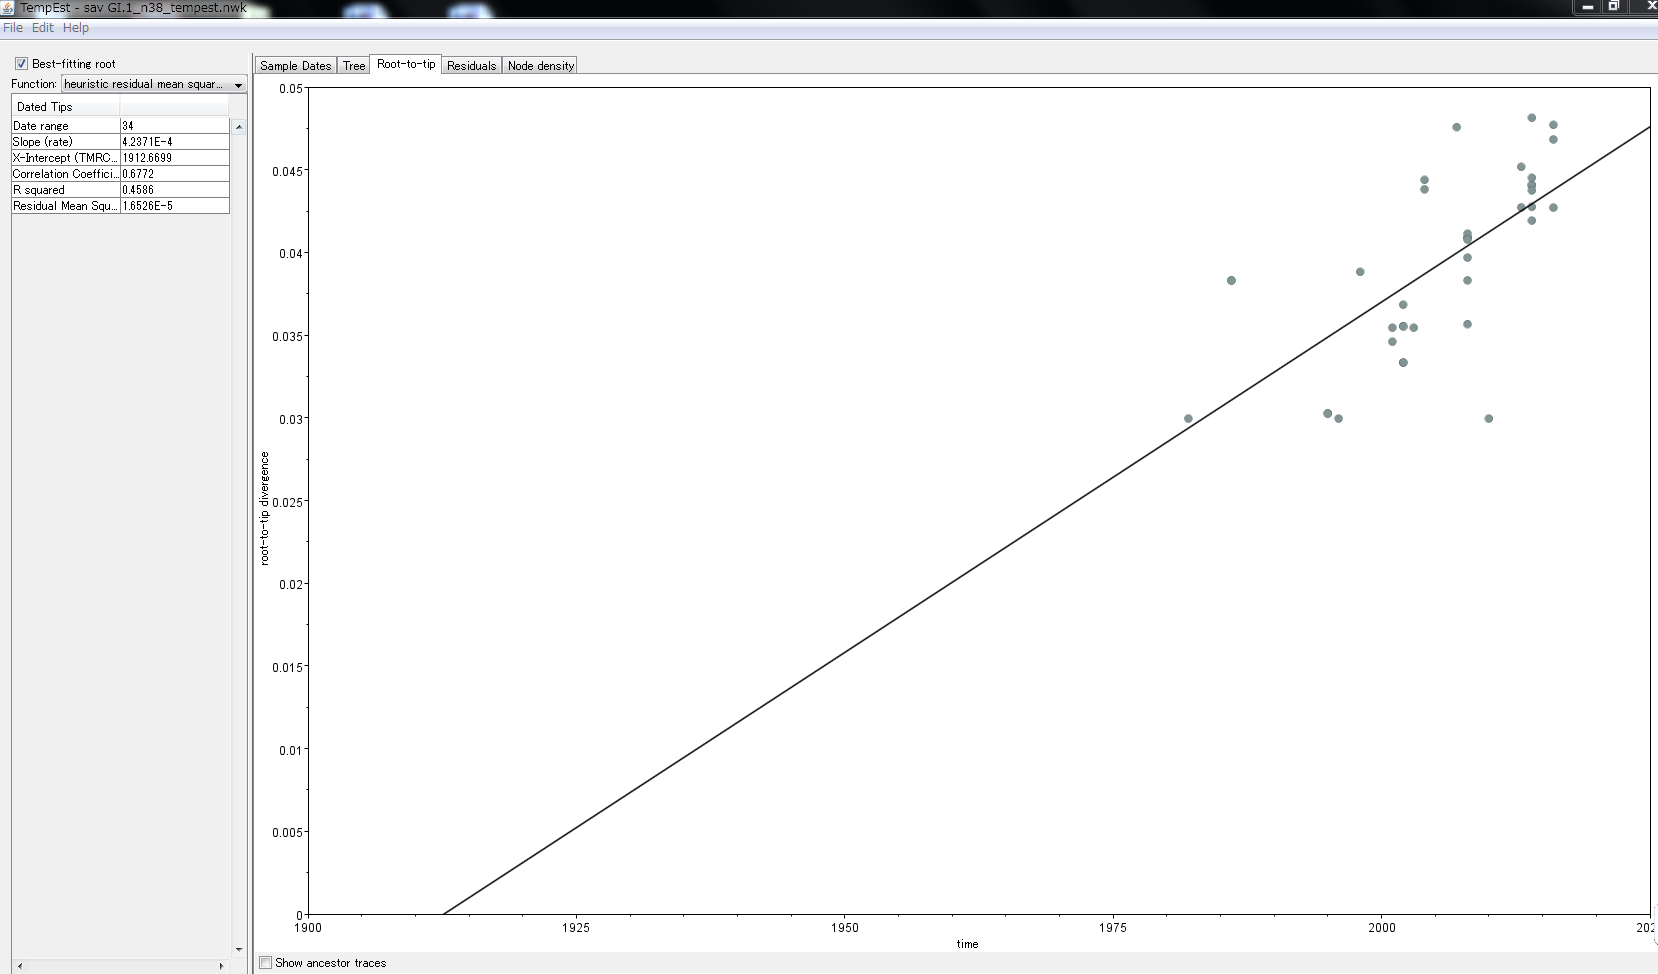 TempEst - sav GI.1_n38_tempest.nwk
File Edit Help
Best-fitting root
Function: heuristic residual mean squar...
Dated Tips
Date range 34
Slope (rate) 4.2371E-4
X-Intercept (TMRC... 1912.6699
Correlation Coeffici... 0.6772
R squared 0.4586
Residual Mean Squ... 1.6526E-5
Sample Dates Tree Root-to-tip Residuals Node density
0.05
0.045
0.04
0.035
0.03
0.025
0.02
0.015
0.01
0.005
0
root-to-tip divergence
1900 1925 1950 1975 2000 202
time
Show ancestor traces